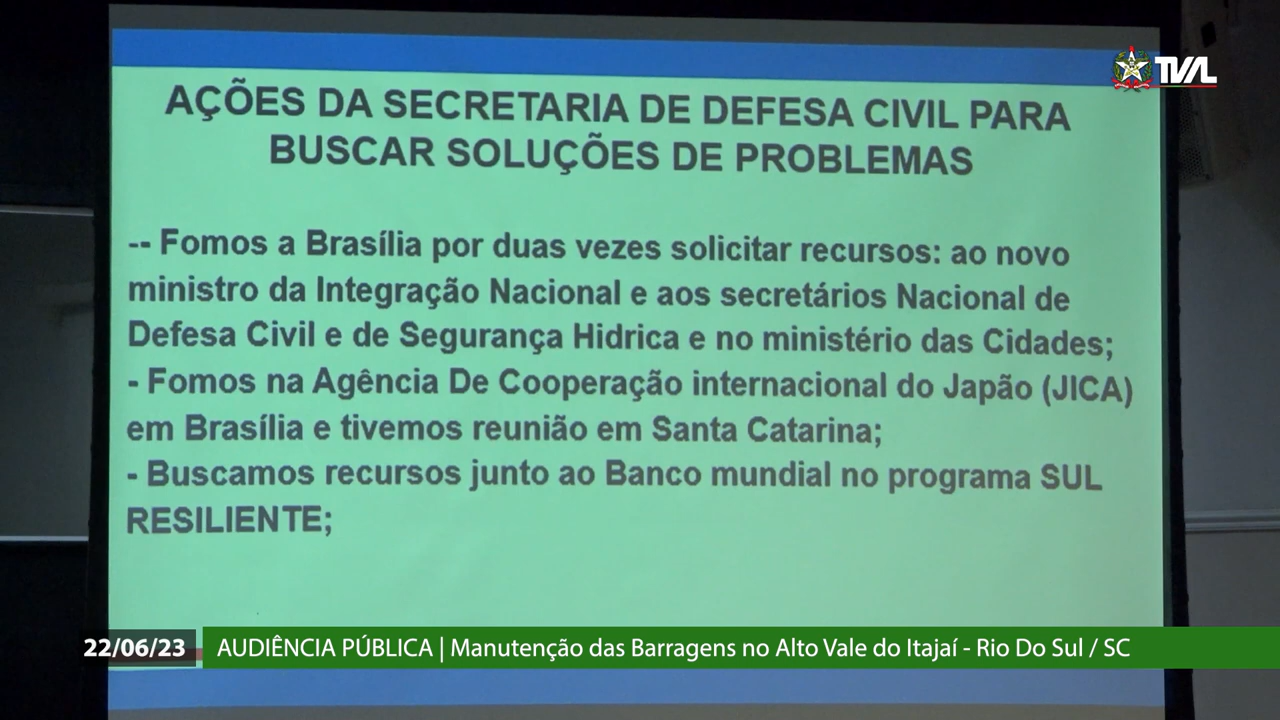 TVAL
AÇÕES DA SECRETARIA DE DEFESA CIVIL PARA
BUSCAR SOLUÇÕES DE PROBLEMAS
-- Fomos a Brasília por duas vezes solicitar recursos: ao novo
ministro da Integração Nacional e aos secretários Nacional de
Defesa Civil e de Segurança Hidrica e no ministério das Cidades;
- Fomos na Agência De Cooperação internacional do Japão (JICA)
em Brasília e tivemos reunião em Santa Catarina;
- Buscamos recursos junto ao Banco mundial no programa SUL
RESILIENTE;
22/06/23 AUDIÊNCIA PÚBLICA | Manutenção das Barragens no Alto Vale do Itajaí - Rio Do Sul / SC